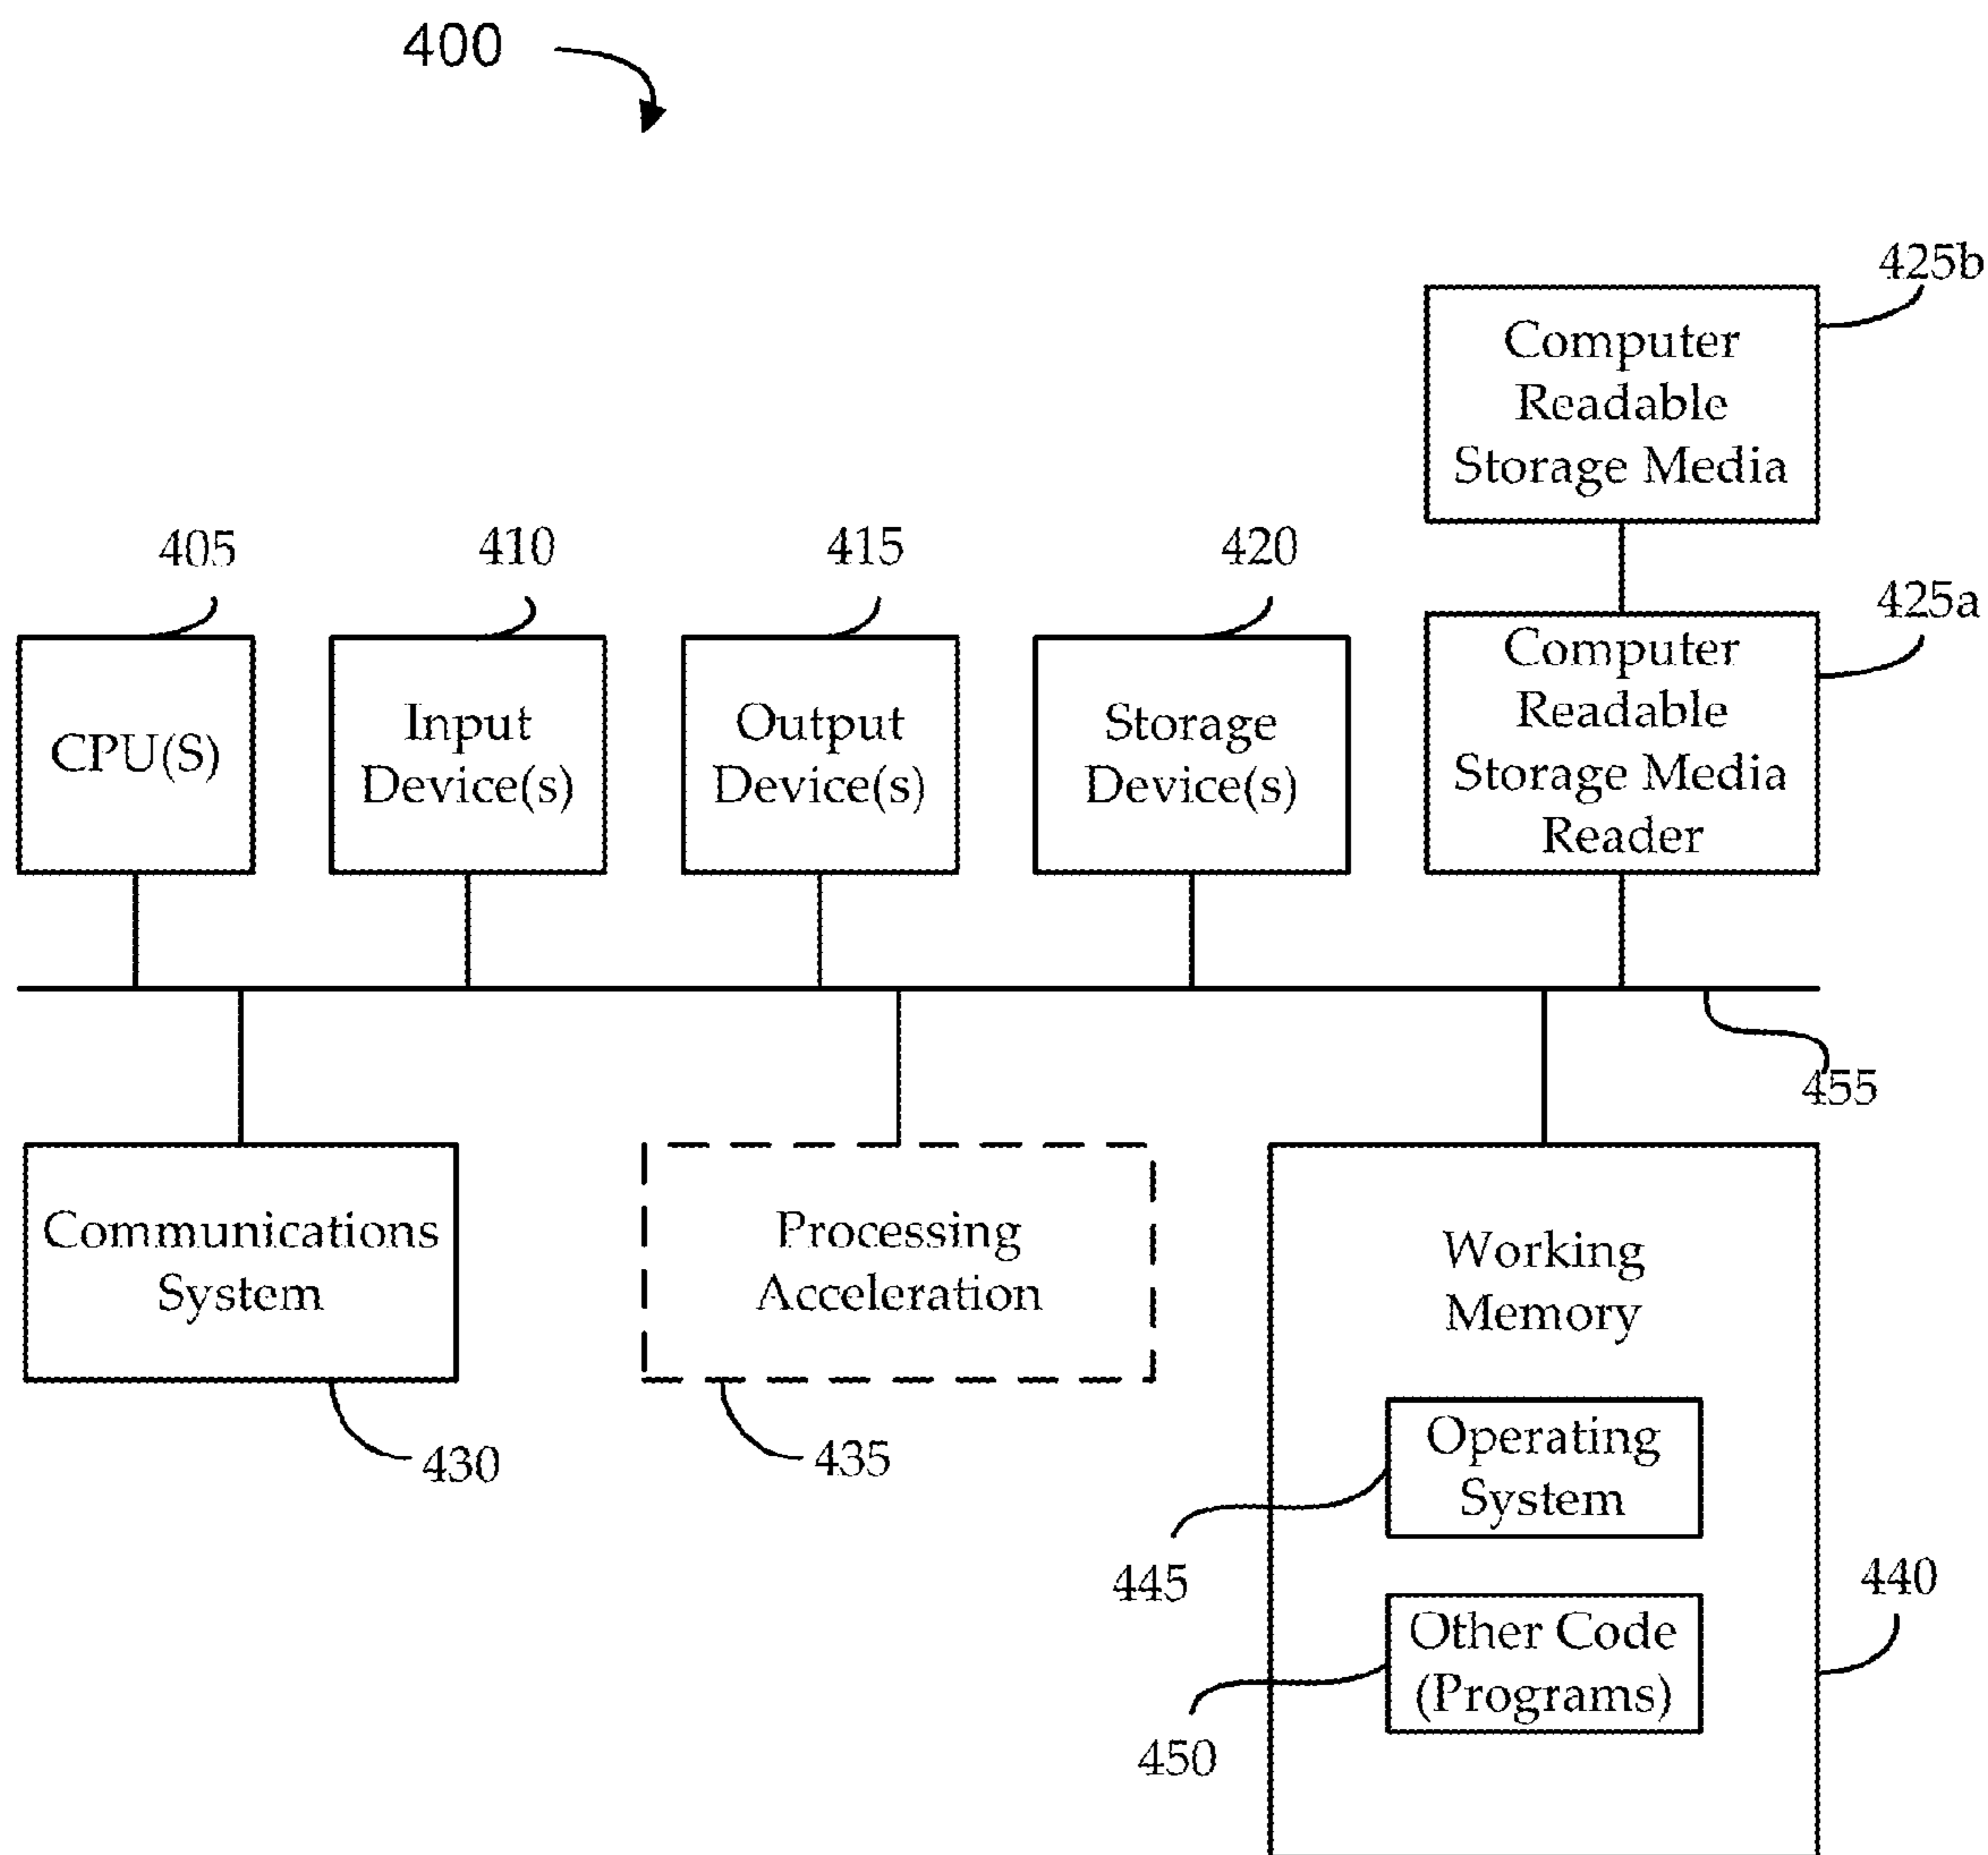 400
425b
Computer
Readable
Storage Media
405
410
415
420
425a
CPU(S)
Input
Device(s)
Output
Device(s)
Storage
Device(s)
Computer
Readable
Storage Media
Reader
455
Communications
System
430
Processing
Acceleration
435
Working
Memory
Operating
System
445
Other Code
(Programs)
450
440